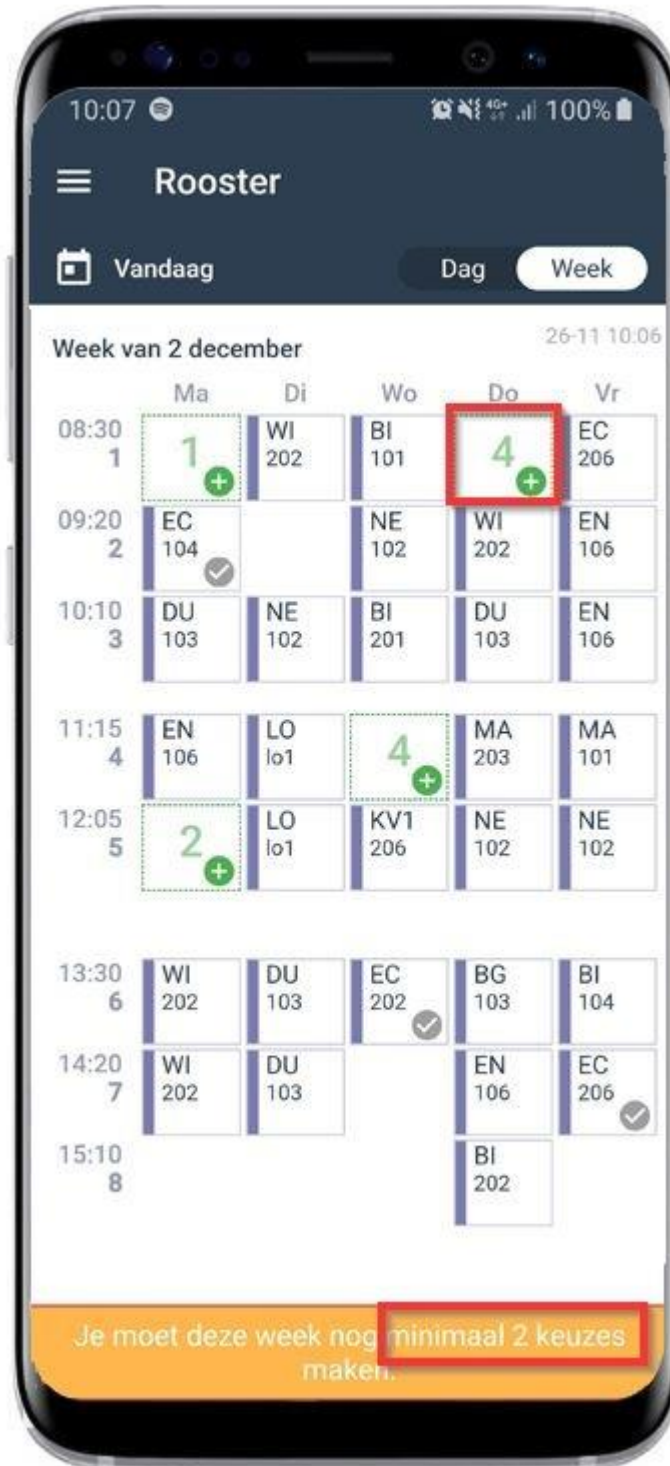 10:07 4G+ 100%
Rooster
Vandaag Dag Week
Week van 2 december 26-11 10:06
Ma Di Wo Do Vr
08:30 1 WI BI 4 EC
1 202 101 206
09:20 EC NE WI EN
2 104 102 202 106
10:10 DU NE BI DU EN
3 103 102 201 103 106
11:15 EN LO 4 MA MA
4 106 lo1 203 101
12:05 2 LO KV1 NE NE
5 lo1 206 102 102
13:30 WI DU EC BG BI
6 202 103 202 103 104
14:20 WI DU EN EC
7 202 103 106 206
15:10 BI
8 202
Je moet deze week nog minimaal 2 keuzes
maken.